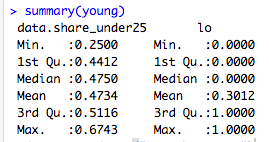 > summary(young)
data.share_under25 lo
Min. :0.2500 Min. :0.0000
1st Qu.:0.4412 1st Qu.:0.0000
Median :0.4750 Median :0.0000
Mean :0.4734 Mean :0.3012
3rd Qu.:0.5116 3rd Qu.:1.0000
Max. :0.6743 Max. :1.0000